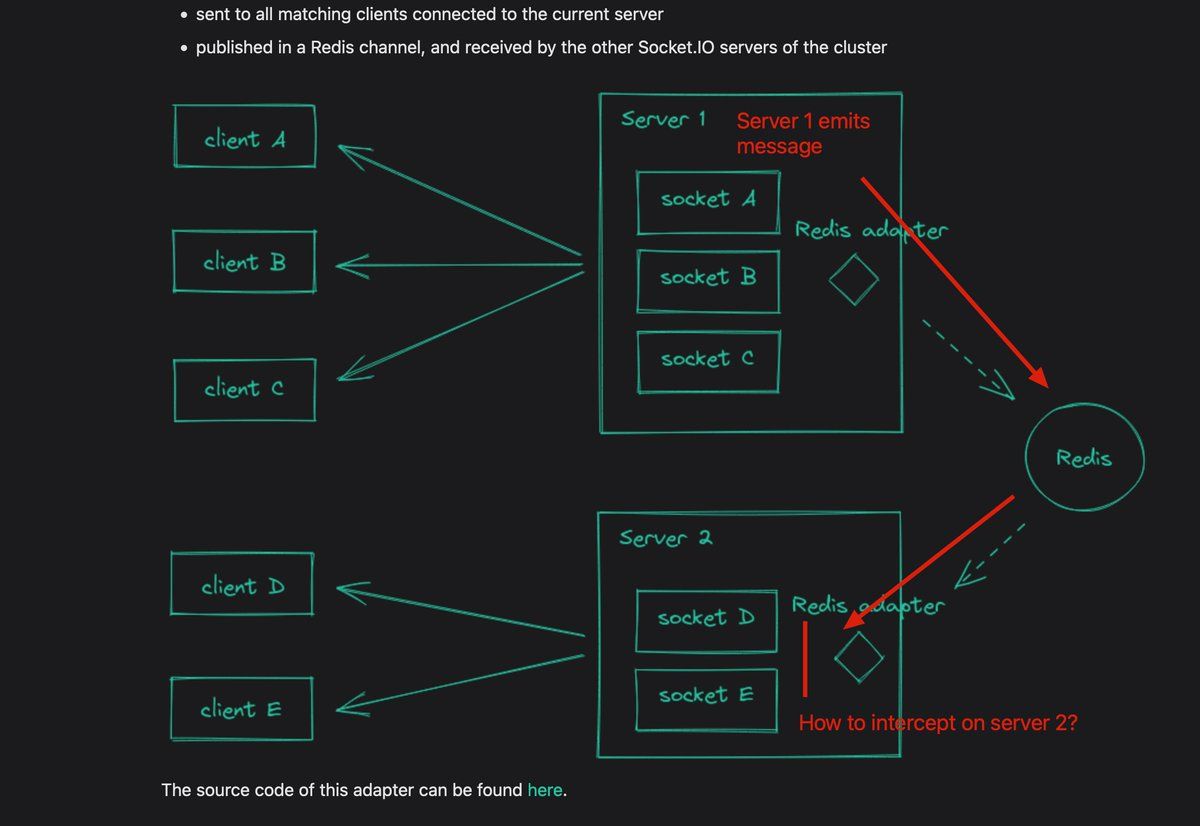 sent to all matching clients connected to the current server
published in a Redis channel, and received by the other Socket.IO servers of the cluster
client A
client B
client C
Server 1
Server 1 emits
message
socket A
socket B
socket C
Redis adapter
Redis
Server 2
socket D
socket E
Redis adapter
How to intercept on server 2?
client D
client E
The source code of this adapter can be found here.